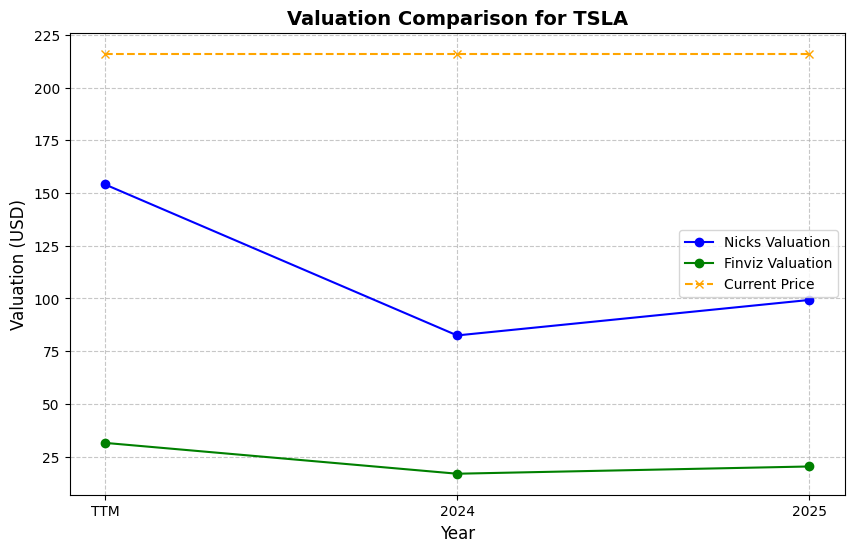 Valuation Comparison for TSLA
Valuation (USD)
225
200
175
150
125
100
75
50
25
Nicks Valuation
Finviz Valuation
Current Price
TTM
2024
2025
Year